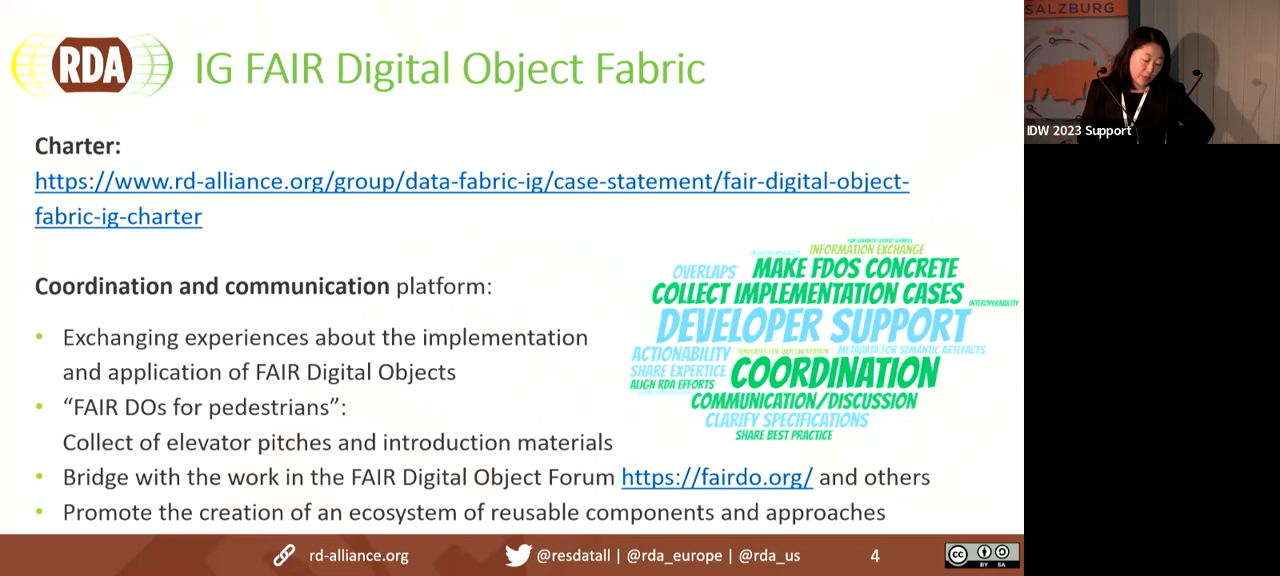 RDA
IG FAIR Digital Object Fabric
SALZBURG
IDW 2023 Support
Charter:
https://www.rd-alliance.org/group/data-fabric-ig/case-statement/fair-digital-object-
fabric-ig-charter
Coordination and communication platform:
• Exchanging experiences about the implementation
and application of FAIR Digital Objects
• “FAIR DOs for pedestrians”:
Collect of elevator pitches and introduction materials
• Bridge with the work in the FAIR Digital Object Forum https://fairdo.org/ and others
• Promote the creation of an ecosystem of reusable components and approaches
INFORMATION EXCHANGE
OVERLAPS MAKE FDOS CONCRETE
COLLECT IMPLEMENTATION CASES INTEROPERABILITY
DEVELOPER SUPPORT
ACTIONABILITY TEMPLATES FOR IMPLEMENTATION METADATA FOR SEMANTIC ARTEFACTS
SHARE EXPERTICE COORDINATION
ALIGN RDA EFFORTS
COMMUNICATION/DISCUSSION
CLARIFY SPECIFICATIONS
SHARE BEST PRACTICE
rd-alliance.org @resdatall | @rda_europe | @rda_us 4
cc BY SA